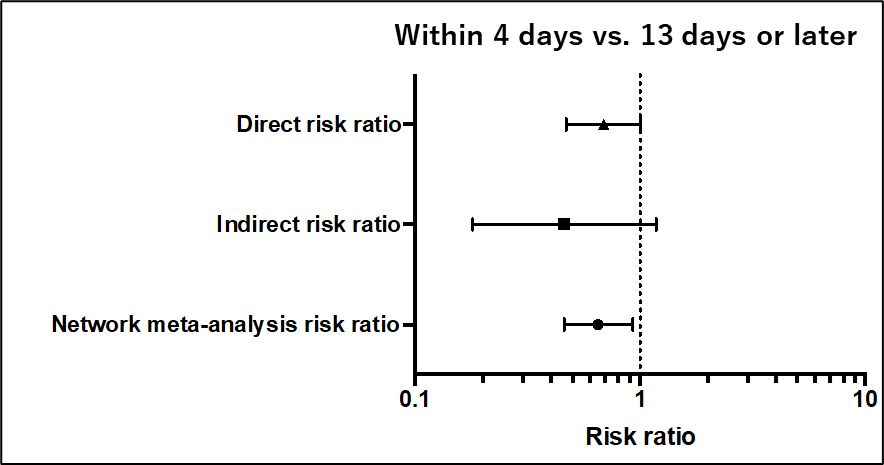 Within 4 days vs. 13 days or later
Direct risk ratio
Indirect risk ratio
Network meta-analysis risk ratio
0.1 1 10
Risk ratio